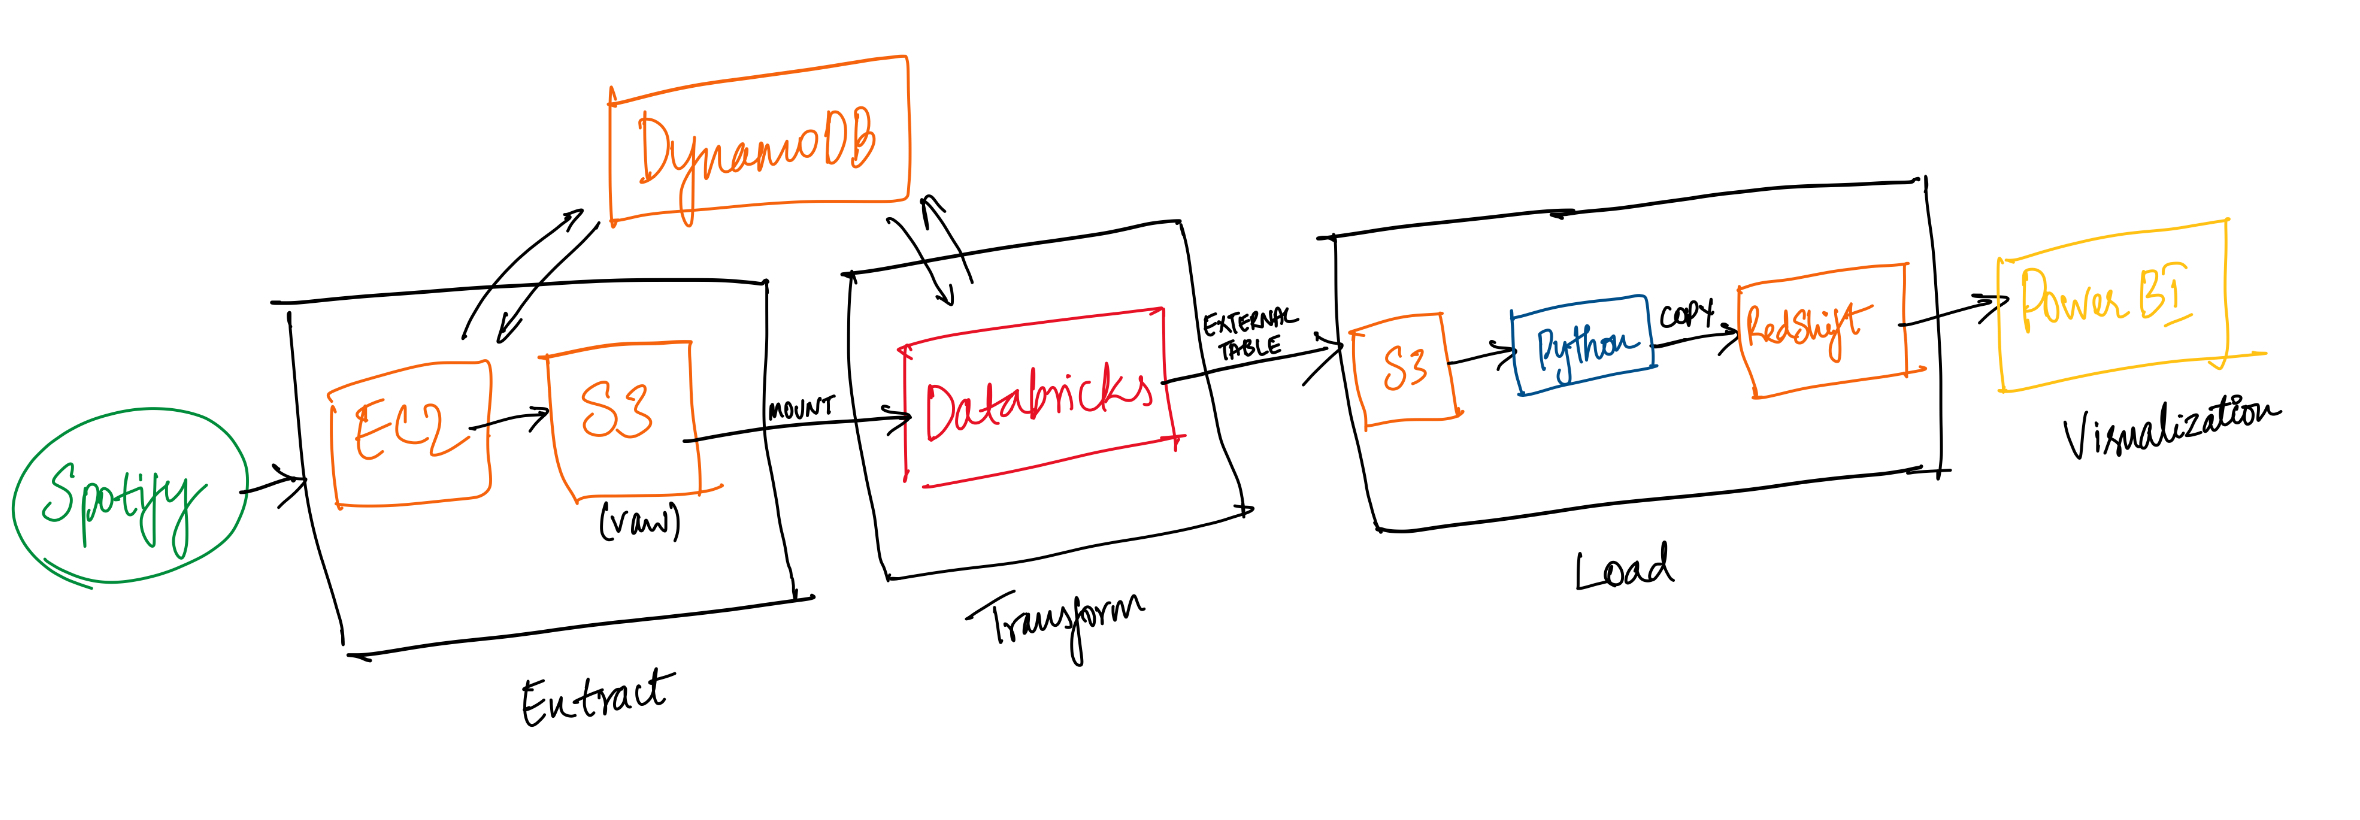 DynamoDB
Spotify
EC2
S3
(raw)
Extract
MOUNT
Databricks
Transform
EXTERNAL
TABLE
S3
Python
COPY
Redshift
Load
Power BI
Visualization